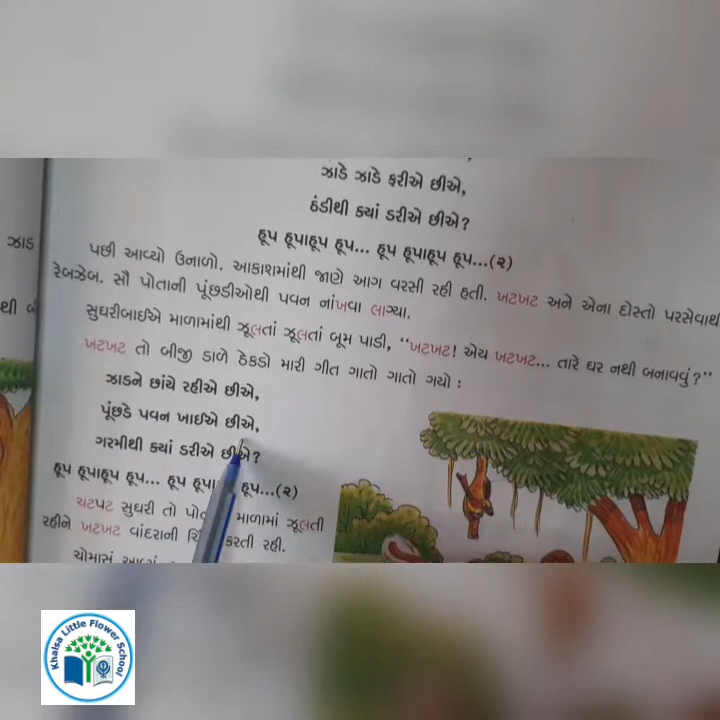 ઝાડે ઝાડે ફરીએ છીએ,
ઠંડીથી ક્યાં ડરીએ છીએ?
હૂપ હૂપાહૂપ હૂપ... હૂપ હૂપાહૂપ હૂપ...(૨)
પછી આવ્યો ઉનાળો. આકાશમાંથી જાણે આગ વરસી રહી હતી. ખટખટ અને એના દોસ્તો પરસેવાથી
રેબઝેબ. સૌ પોતાની પૂંછડીઓથી પવન નાંખવા લાગ્યા.
સુઘરીબાઈએ માળામાંથી ઝૂલતાં ઝૂલતાં બૂમ પાડી, “ખટખટ! એય ખટખટ... તારે ઘર નથી બનાવવું?”
ખટખટ તો બીજી ડાળે ઠેકડો મારી ગીત ગાતો ગાતો ગયો :
ઝાડને છાંયે રહીએ છીએ,
પૂંછડે પવન ખાઈએ છીએ,
ગરમીથી ક્યાં ડરીએ છીએ?
હૂપ હૂપાહૂપ હૂપ... હૂપ હૂપા હૂપ...(૨)
ચટપટ સુઘરી તો માળામાં ઝૂલતી
રહીને ખટખટ વાંદરાની કરતી રહી.
ઝાડ
થી
Khalsa Little Flower School